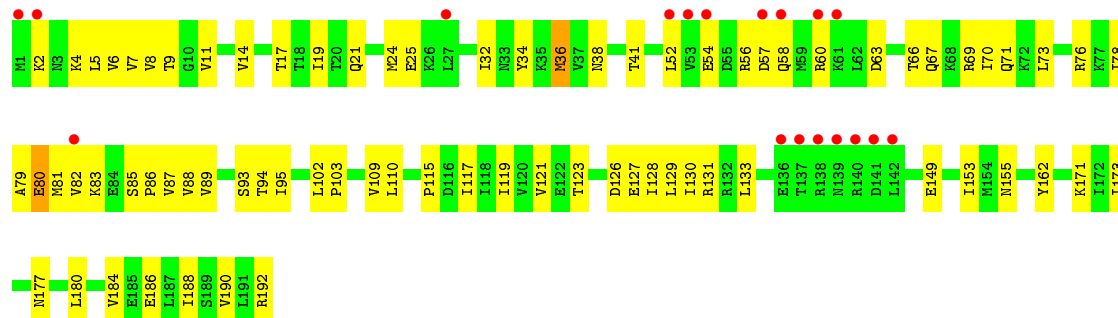 M1 K2 N3 K4 L5 V6 V7 V8 T9 G10 V11 V14 T17 T18 I19 T20 Q21 M24 E25 K26 L27 I32 N33 Y34 K35 M36 V37 N38 T41 L52 V53 E54 D55 R56 D57 Q58 M59 R60 K61 L62 D63 T66 Q67 K68 R69 I70 Q71 K72 L73 R76 K77 I78
A79 E80 M81 V82 K83 E84 S85 P86 V87 V88 V89 S93 T94 I95 L102 P103 V109 L110 P115 D116 I117 I118 I119 V120 V121 E122 T123 D126 E127 I128 L129 I130 R131 R132 L133 E136 T137 R138 N139 R140 D141 L142 E149 I153 M154 N155 Y162 K171 I172 I173
N177 L180 V184 E185 E186 L187 I188 S189 V190 L191 R192